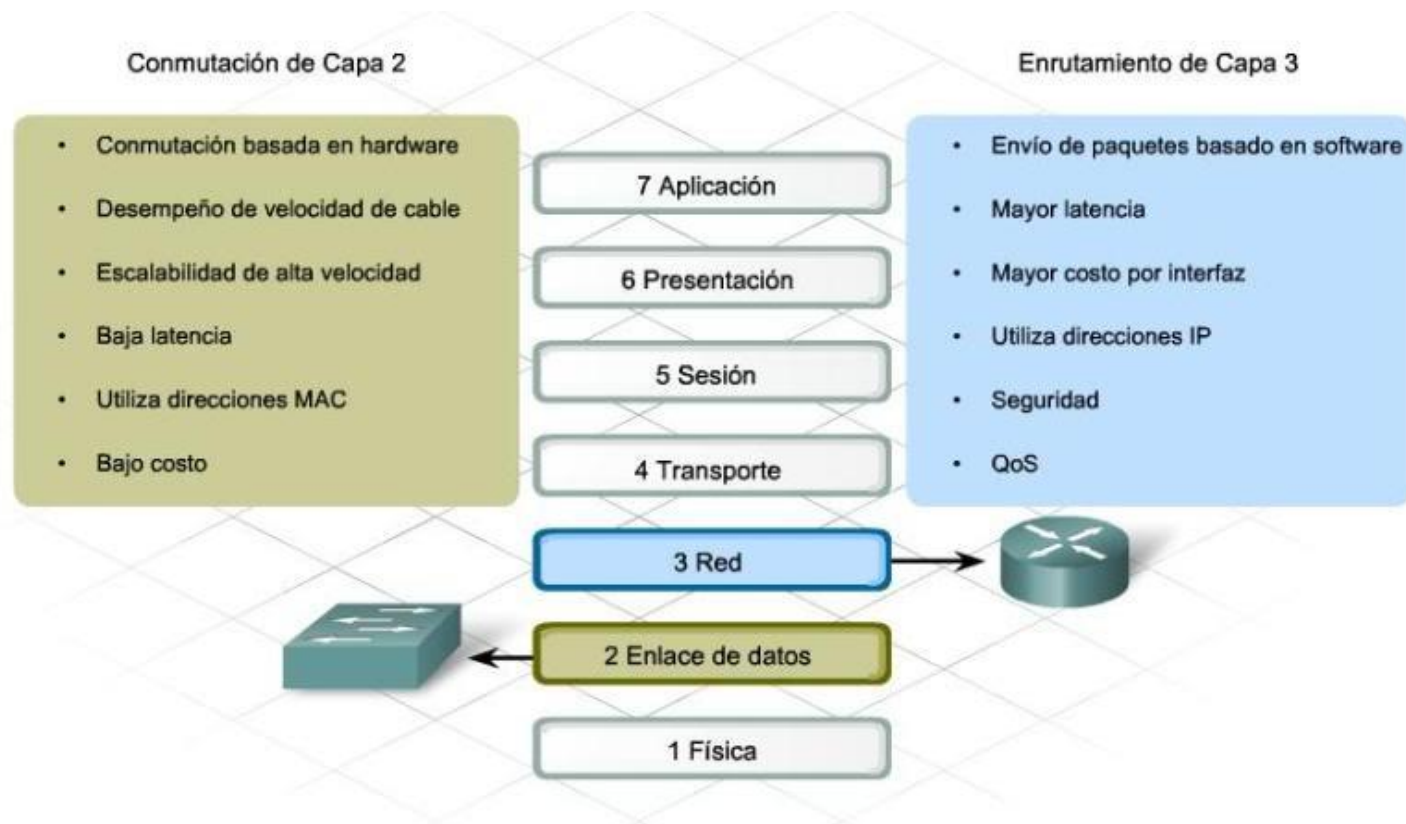 Conmutación de Capa 2
• Conmutación basada en hardware
• Desempeño de velocidad de cable
• Escalabilidad de alta velocidad
• Baja latencia
• Utiliza direcciones MAC
• Bajo costo
7 Aplicación
6 Presentación
5 Sesión
4 Transporte
3 Red
2 Enlace de datos
1 Física
Enrutamiento de Capa 3
• Envío de paquetes basado en software
• Mayor latencia
• Mayor costo por interfaz
• Utiliza direcciones IP
• Seguridad
• QoS